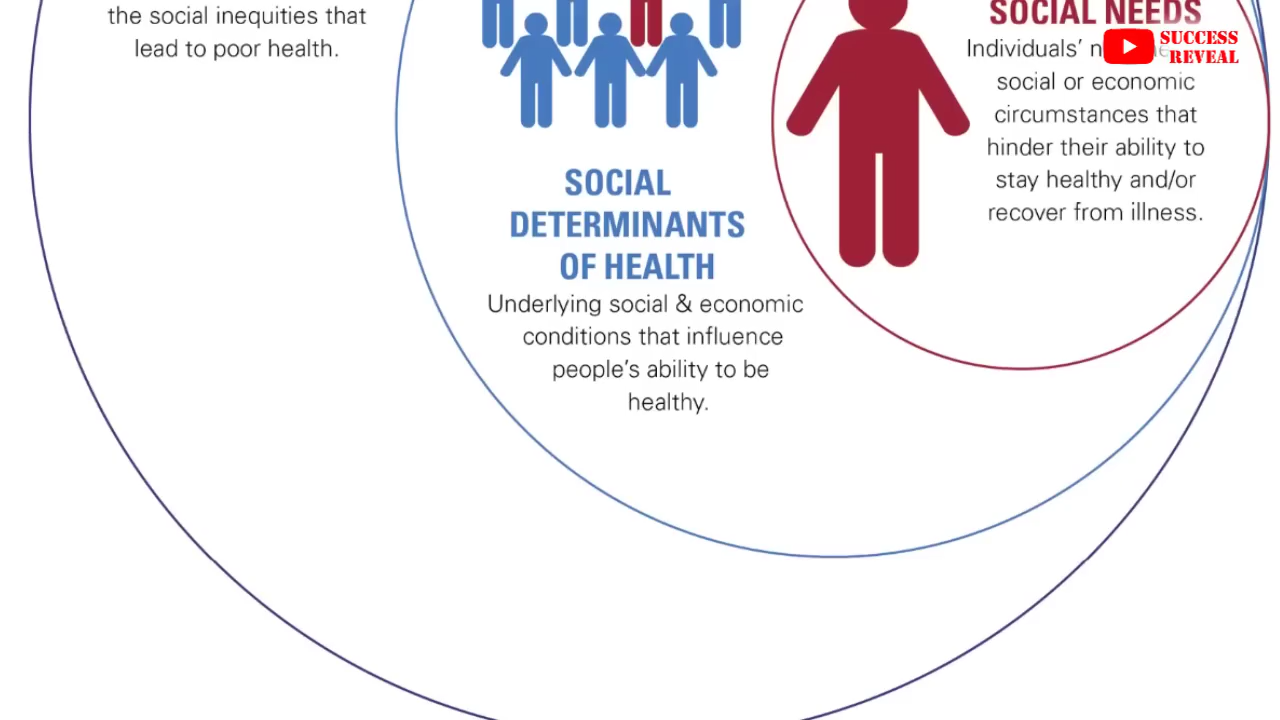 the social inequities that
lead to poor health.
SOCIAL
DETERMINANTS
OF HEALTH
Underlying social & economic
conditions that influence
people's ability to be
healthy.
SOCIAL NEEDS
Individuals'
social or economic
circumstances that
hinder their ability to
stay healthy and/or
recover from illness.
SUCCESS
REVEAL